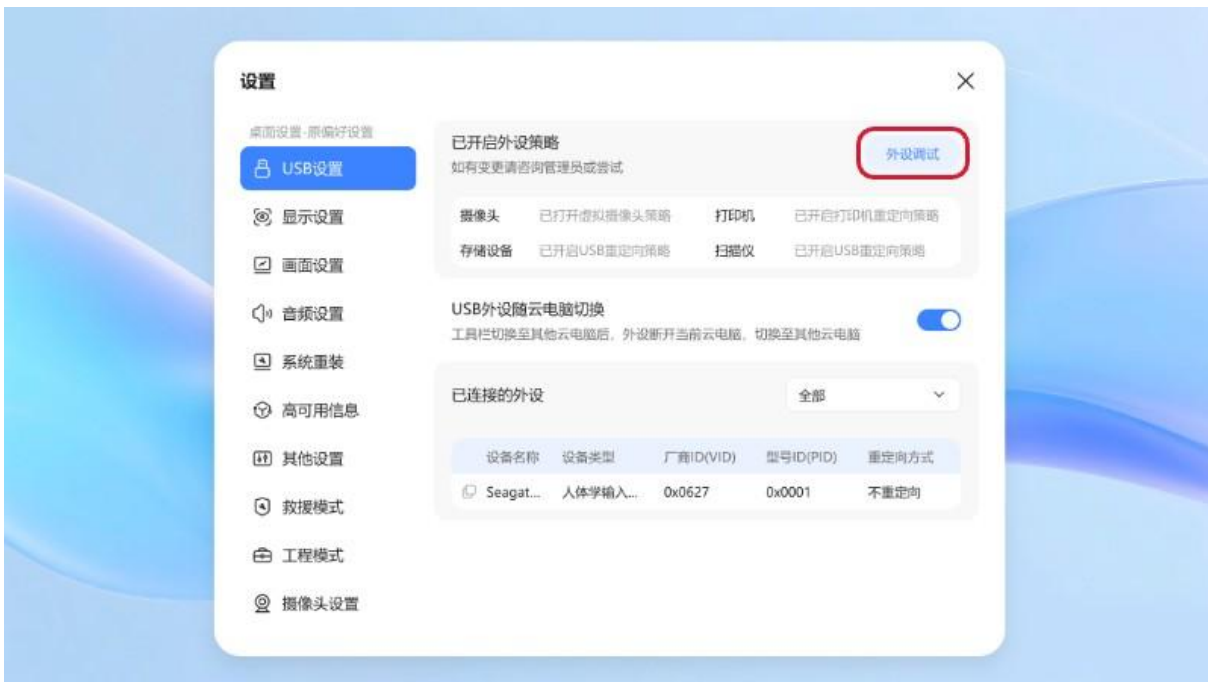 设置
桌面设置-原偏好设置
USB设置
显示设置
画面设置
音频设置
系统重装
高可用信息
其他设置
救援模式
工程模式
摄像头设置
已开启外设策略
如有变更请咨询管理员或尝试
外设调试
摄像头 已打开虚拟摄像头策略 打印机 已开启打印机重定向策略
存储设备 已开启USB重定向策略 扫描仪 已开启USB重定向策略
USB外设随云电脑切换
工具栏切换至其他云电脑后，外设断开当前云电脑，切换至其他云电脑
已连接的外设 全部
设备名称 设备类型 厂商ID(VID) 型号ID(PID) 重定向方式
Seagat... 人体学输入... 0x0627 0x0001 不重定向